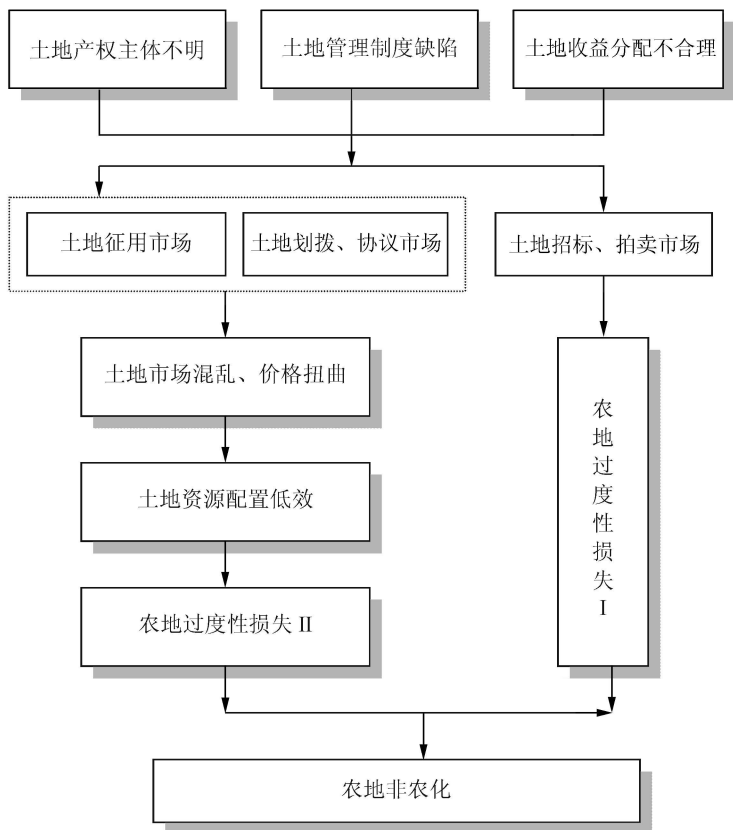 土地产权主体不明
土地管理制度缺陷
土地收益分配不合理
土地征用市场
土地划拨、协议市场
土地招标、拍卖市场
土地市场混乱、价格扭曲
土地资源配置低效
农地过度性损失 II
农地过度性损失 I
农地非农化